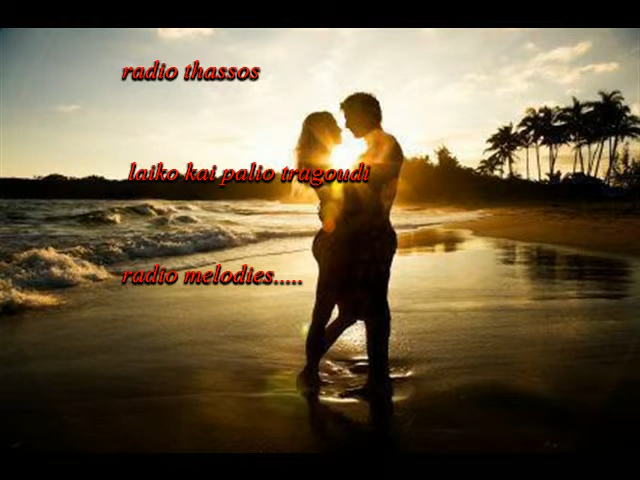 radio thassos
laiko kai palio tragoudi
radio melodies.....